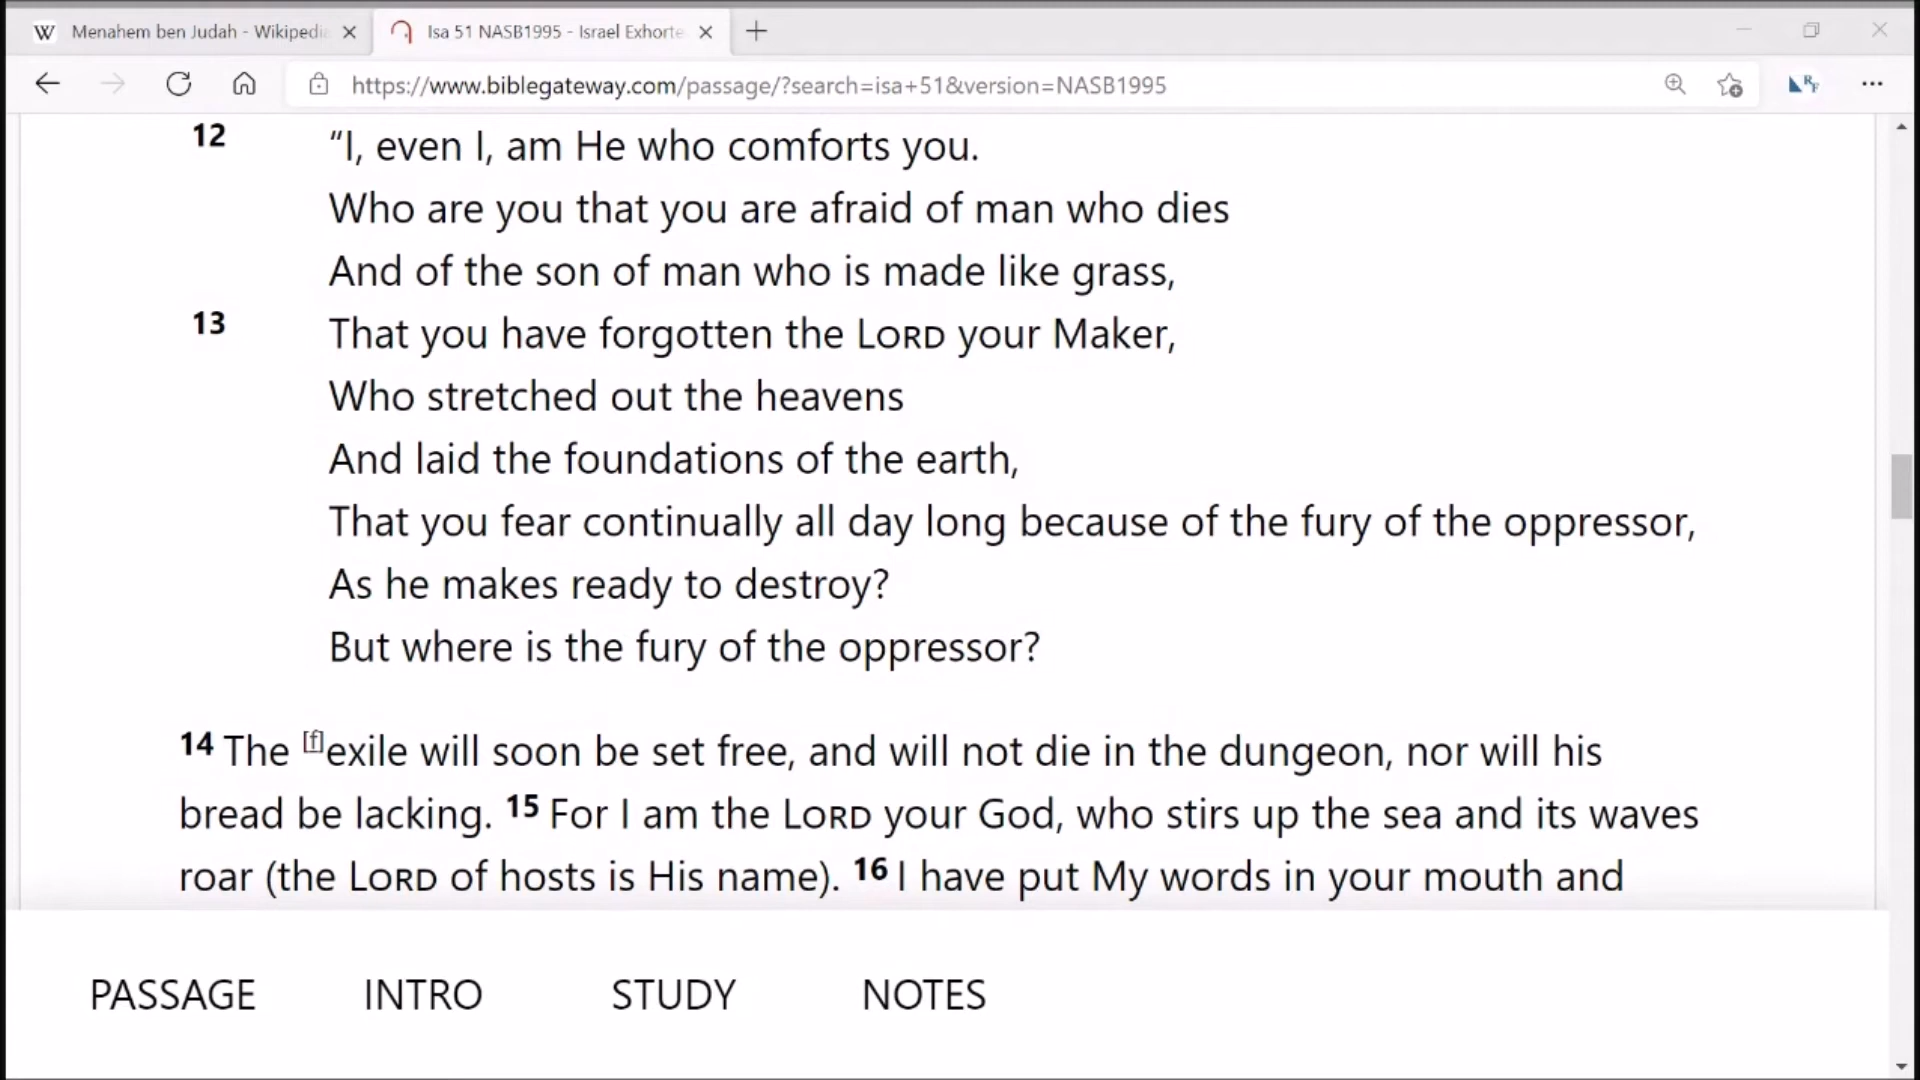 W Menahem ben Judah - Wikipedia
Isa 51 NASB1995 - Israel Exhorte
https://www.biblegateway.com/passage/?search=isa+51&version=NASB1995
12 “I, even I, am He who comforts you.
Who are you that you are afraid of man who dies
And of the son of man who is made like grass,
13 That you have forgotten the LORD your Maker,
Who stretched out the heavens
And laid the foundations of the earth,
That you fear continually all day long because of the fury of the oppressor,
As he makes ready to destroy?
But where is the fury of the oppressor?
14 The [f]exile will soon be set free, and will not die in the dungeon, nor will his
bread be lacking. 15 For I am the LORD your God, who stirs up the sea and its waves
roar (the LORD of hosts is His name). 16 I have put My words in your mouth and
PASSAGE INTRO STUDY NOTES